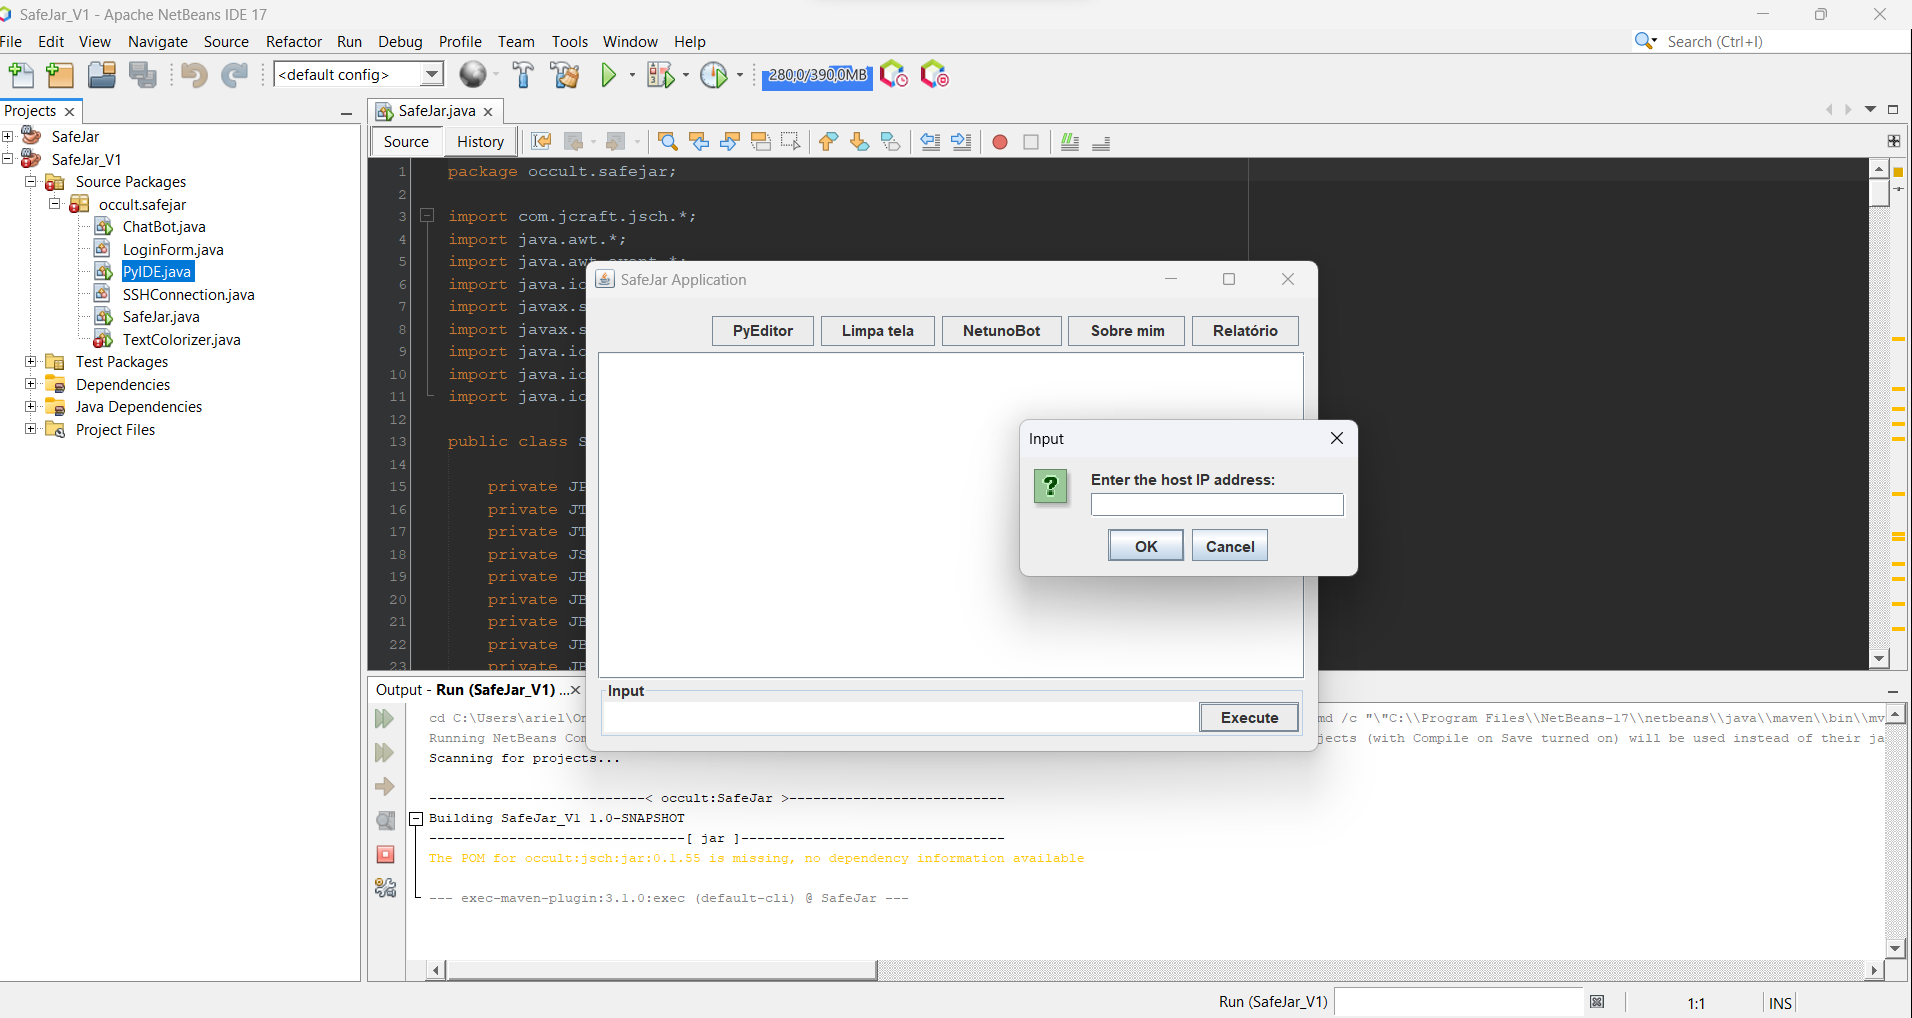 SafeJar_V1 - Apache NetBeans IDE 17
File Edit View Navigate Source Refactor Run Debug Profile Team Tools Window Help
Search (Ctrl+I)
<default config>
280,0/390,0MB
Projects
SafeJar
SafeJar_V1
Source Packages
occult.safejar
ChatBot.java
LoginForm.java
PyIDE.java
SSHConnection.java
SafeJar.java
TextColorizer.java
Test Packages
Dependencies
Java Dependencies
Project Files
SafeJar.java
Source History
1 package occult.safejar;
2
3 import com.jcraft.jsch.*;
4 import java.awt.*;
5 import java.awt.event.*;
6 import java.io
7 import javax.s
8 import javax.s
9 import java.io
10 import java.io
11 import java.io
12
13 public class S
14
15 private JF
16 private JT
17 private JT
18 private JS
19 private JB
20 private JB
21 private JB
22 private JB
23 private JB
SafeJar Application
PyEditor Limpa tela NetunoBot Sobre mim Relatório
Input
Enter the host IP address:
OK Cancel
Input
Execute
Output - Run (SafeJar_V1) ...
cd C:\Users\ariel\On md /c "\"C:\\Program Files\\NetBeans-17\\netbeans\\java\\maven\\bin\\mv
Running NetBeans Com jects (with Compile on Save turned on) will be used instead of their ja
Scanning for projects...
---------------------------< occult:SafeJar >---------------------------
Building SafeJar_V1 1.0-SNAPSHOT
--------------------------------[ jar ]---------------------------------
The POM for occult:jsch:jar:0.1.55 is missing, no dependency information available
--- exec-maven-plugin:3.1.0:exec (default-cli) @ SafeJar ---
Run (SafeJar_V1)
1:1 INS